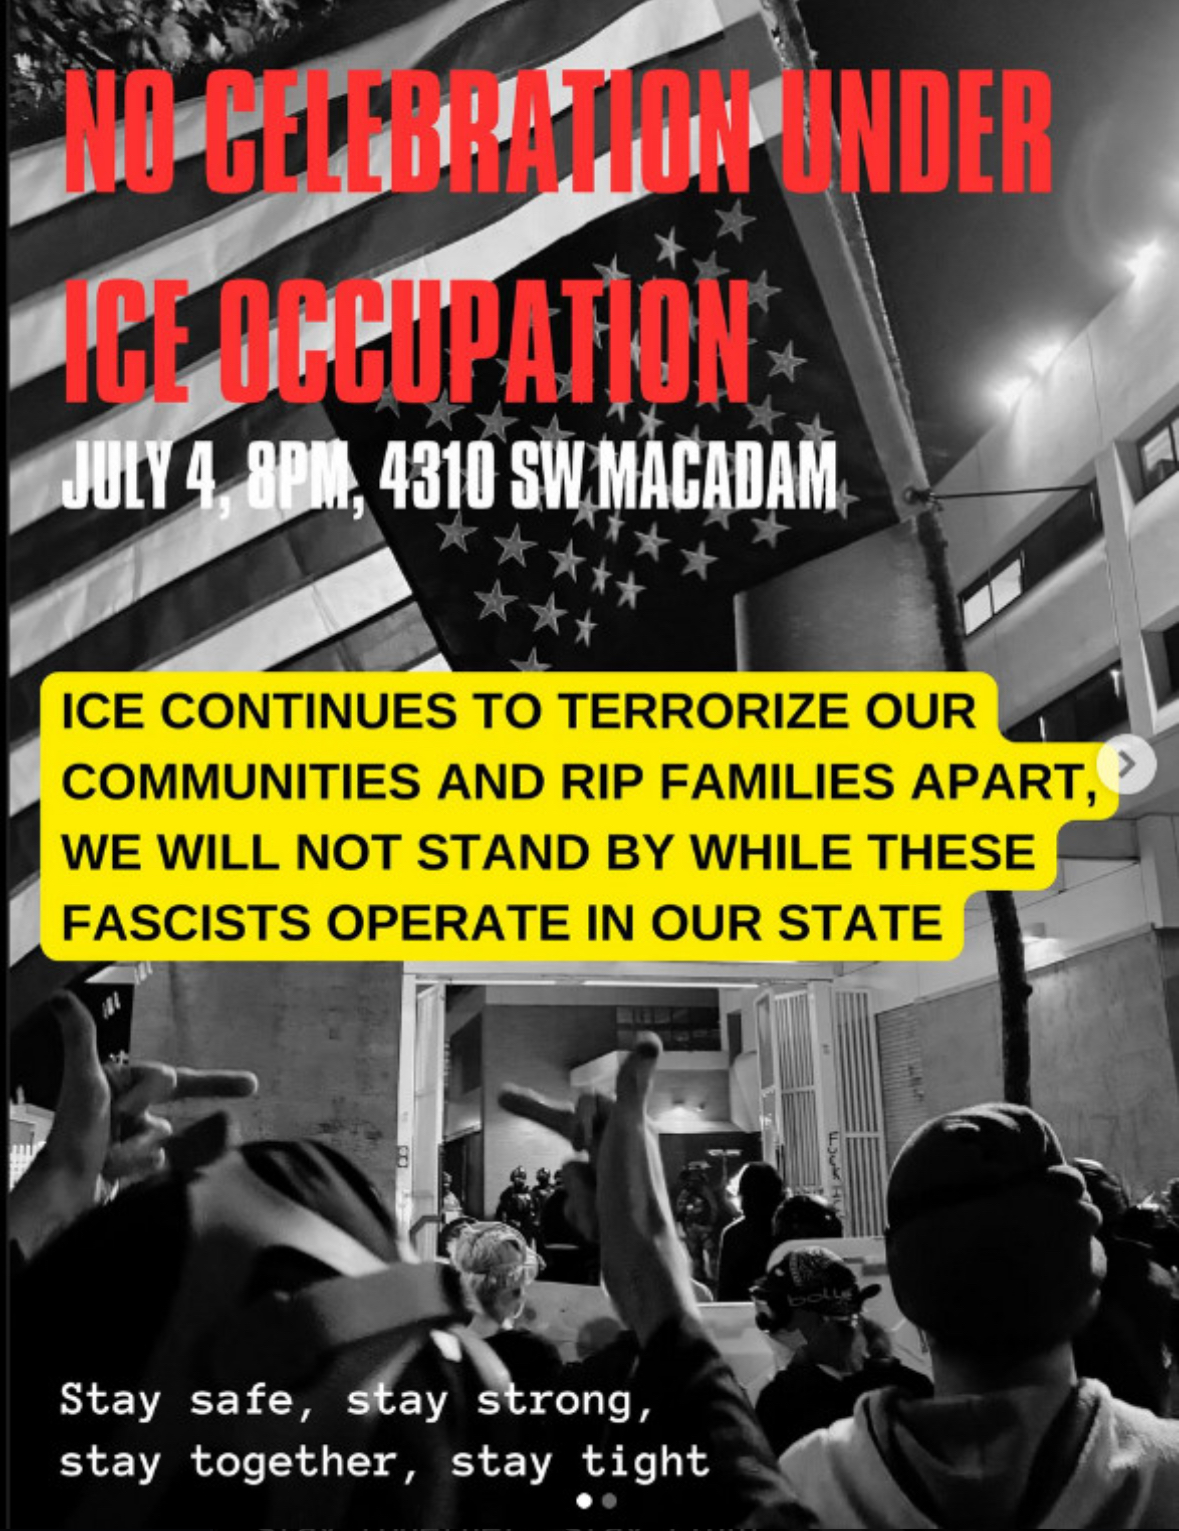 NO CELEBRATION UNDER
ICE OCCUPATION
JULY 4, 8PM, 4310 SW MACADAM
ICE CONTINUES TO TERRORIZE OUR
COMMUNITIES AND RIP FAMILIES APART,
WE WILL NOT STAND BY WHILE THESE
FASCISTS OPERATE IN OUR STATE
bolle
Stay safe, stay strong,
stay together, stay tight